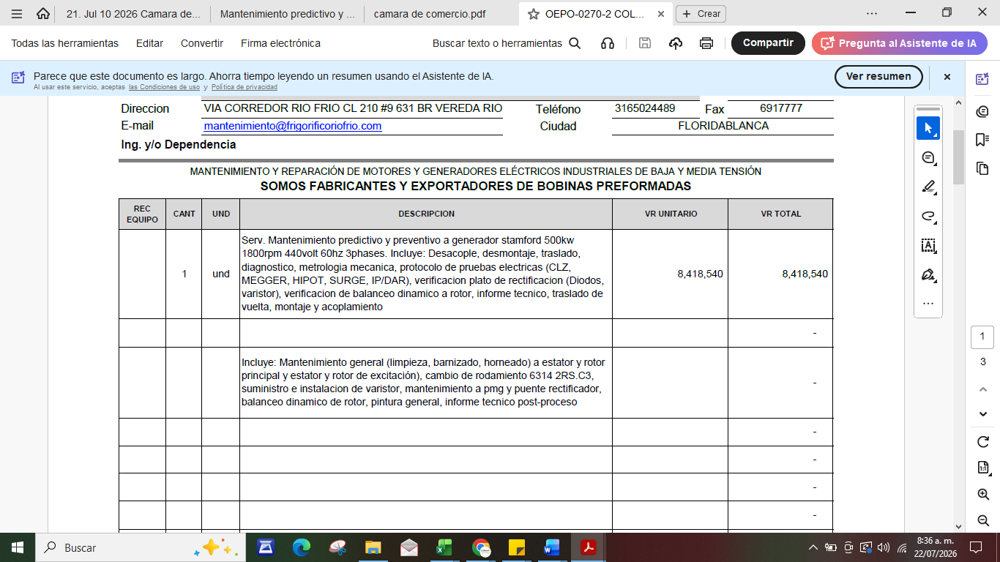 21. Jul 10 2026 Camara de...
Mantenimiento predictivo y ...
camara de comercio.pdf
OEPO-0270-2 COL...
Crear
Todas las herramientas
Editar
Convertir
Firma electrónica
Buscar texto o herramientas
Compartir
Pregunta al Asistente de IA
Parece que este documento es largo. Ahorra tiempo leyendo un resumen usando el Asistente de IA.
Al usar este servicio, aceptas las Condiciones de uso y Política de privacidad
Ver resumen
Direccion VIA CORREDOR RIO FRIO CL 210 #9 631 BR VEREDA RIO Teléfono 3165024489 Fax 6917777
E-mail mantenimiento@frigorificoriofrio.com Ciudad FLORIDABLANCA
Ing. y/o Dependencia
MANTENIMIENTO Y REPARACIÓN DE MOTORES Y GENERADORES ELÉCTRICOS INDUSTRIALES DE BAJA Y MEDIA TENSIÓN
SOMOS FABRICANTES Y EXPORTADORES DE BOBINAS PREFORMADAS
REC EQUIPO CANT UND DESCRIPCION VR UNITARIO VR TOTAL
Serv. Mantenimiento predictivo y preventivo a generador stamford 500kw
1800rpm 440volt 60hz 3phases. Incluye: Desacople, desmontaje, traslado,
diagnostico, metrologia mecanica, protocolo de pruebas electricas (CLZ,
1 und 8,418,540 8,418,540
MEGGER, HIPOT, SURGE, IP/DAR), verificacion plato de rectificacion (Diodos,
varistor), verificacion de balanceo dinamico a rotor, informe tecnico, traslado de
vuelta, montaje y acoplamiento
-
Incluye: Mantenimiento general (limpieza, barnizado, horneado) a estator y rotor
principal y estator y rotor de excitación), cambio de rodamiento 6314 2RS.C3,
-
suministro e instalacion de varistor, mantenimiento a pmg y puente rectificador,
balanceo dinamico de rotor, pintura general, informe tecnico post-proceso
-
-
-
-
1
3
1:1
Buscar
8:36 a. m.
22/07/2026